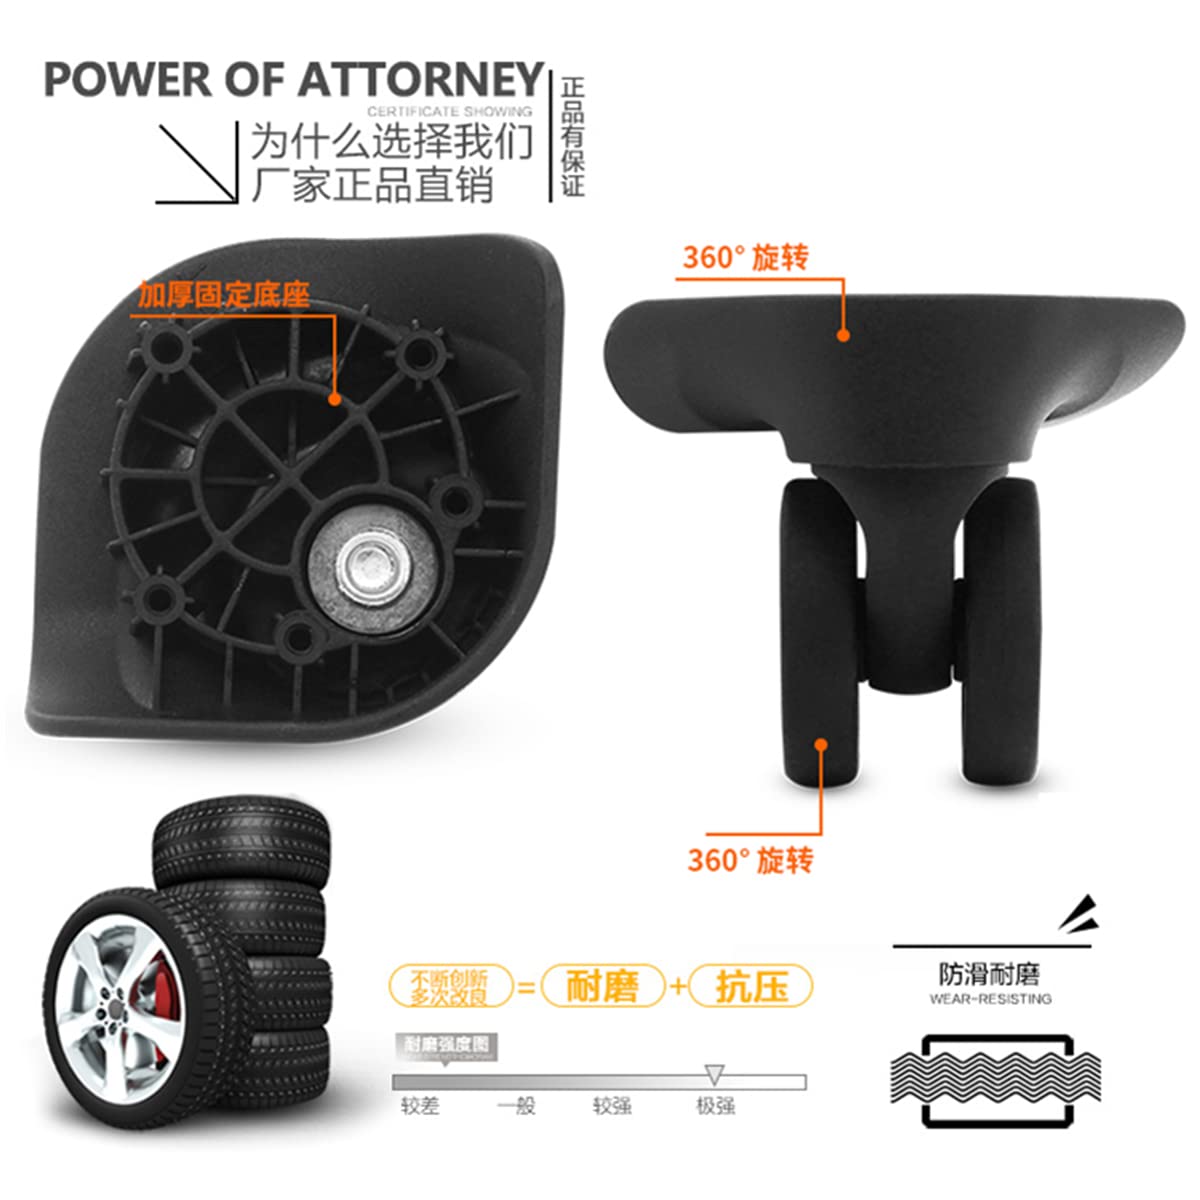 POWER OF ATTORNEY
CERTIFICATE SHOWING
为什么选择我们
厂家正品直销
正品有保证
加厚固定底座
360° 旋转
360° 旋转
不断创新
多次改良
=
耐磨
+
抗压
耐磨强度图
较差 一般 较强 极强
防滑耐磨
WEAR-RESISTING